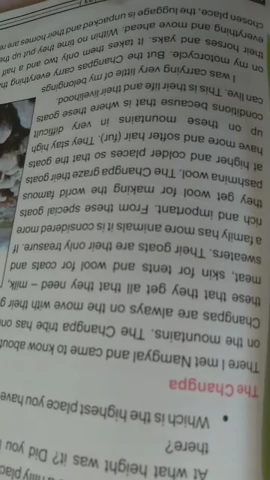 At what height was it? Did you
there?
• Which is the highest place you have
The Changpa
There I met Namgyal and came to know about
on the mountains. The Changpa tribe has on
Changpas are always on the move with their g
these that they get all that they need – milk,
meat, skin for tents and wool for coats and
sweaters. Their goats are their only treasure. If
a family has more animals it is considered more
rich and important. From these special goats
they get wool for making the world famous
pashmina wool. The Changpa graze their goats
at higher and colder places so that the goats
have more and softer hair (fur). They stay high
up on these mountains in very difficult
conditions because that is where these goats
can live. This is their life and their livelihood.
I was carrying very little of my belongings
on my motorcycle. But the Changpas carry everything
their horses and yaks. It takes them only two and a half
everything and move ahead. Within no time they put up
chosen place, the luggage is unpacked and their homes are